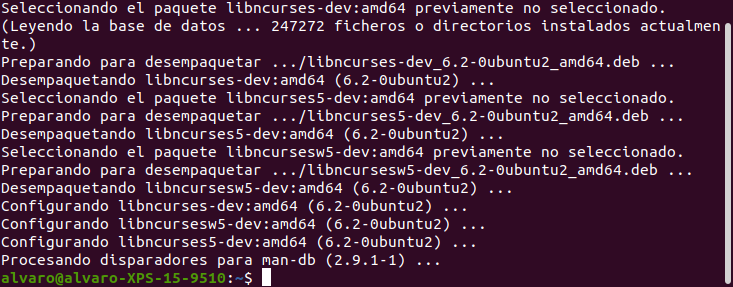 Seleccionando el paquete libncurses-dev:amd64 previamente no seleccionado.
(Leyendo la base de datos ... 247272 ficheros o directorios instalados actualmen
te.)
Preparando para desempaquetar .../libncurses-dev_6.2-0ubuntu2_amd64.deb ...
Desempaquetando libncurses-dev:amd64 (6.2-0ubuntu2) ...
Seleccionando el paquete libncurses5-dev:amd64 previamente no seleccionado.
Preparando para desempaquetar .../libncurses5-dev_6.2-0ubuntu2_amd64.deb ...
Desempaquetando libncurses5-dev:amd64 (6.2-0ubuntu2) ...
Seleccionando el paquete libncursesw5-dev:amd64 previamente no seleccionado.
Preparando para desempaquetar .../libncursesw5-dev_6.2-0ubuntu2_amd64.deb ...
Desempaquetando libncursesw5-dev:amd64 (6.2-0ubuntu2) ...
Configurando libncurses-dev:amd64 (6.2-0ubuntu2) ...
Configurando libncursesw5-dev:amd64 (6.2-0ubuntu2) ...
Configurando libncurses5-dev:amd64 (6.2-0ubuntu2) ...
Procesando disparadores para man-db (2.9.1-1) ...
alvaro@alvaro-XPS-15-9510:~$